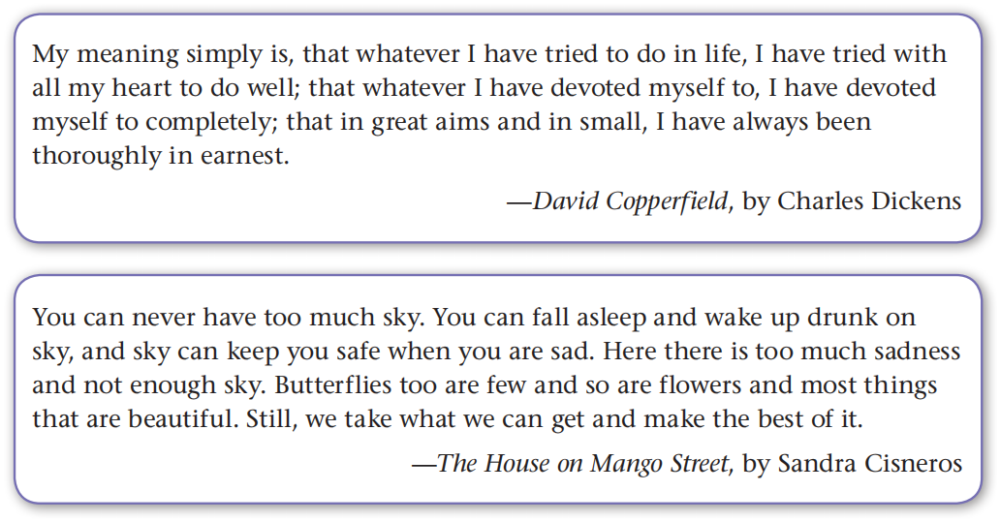 My meaning simply is, that whatever I have tried to do in life, I have tried with
all my heart to do well; that whatever I have devoted myself to, I have devoted
myself to completely; that in great aims and in small, I have always been
thoroughly in earnest.
—David Copperfield, by Charles Dickens
You can never have too much sky. You can fall asleep and wake up drunk on
sky, and sky can keep you safe when you are sad. Here there is too much sadness
and not enough sky. Butterflies too are few and so are flowers and most things
that are beautiful. Still, we take what we can get and make the best of it.
—The House on Mango Street, by Sandra Cisneros